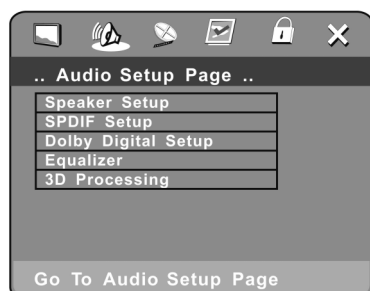 .. Audio Setup Page ..
Speaker Setup
SPDIF Setup
Dolby Digital Setup
Equalizer
3D Processing
Go To Audio Setup Page